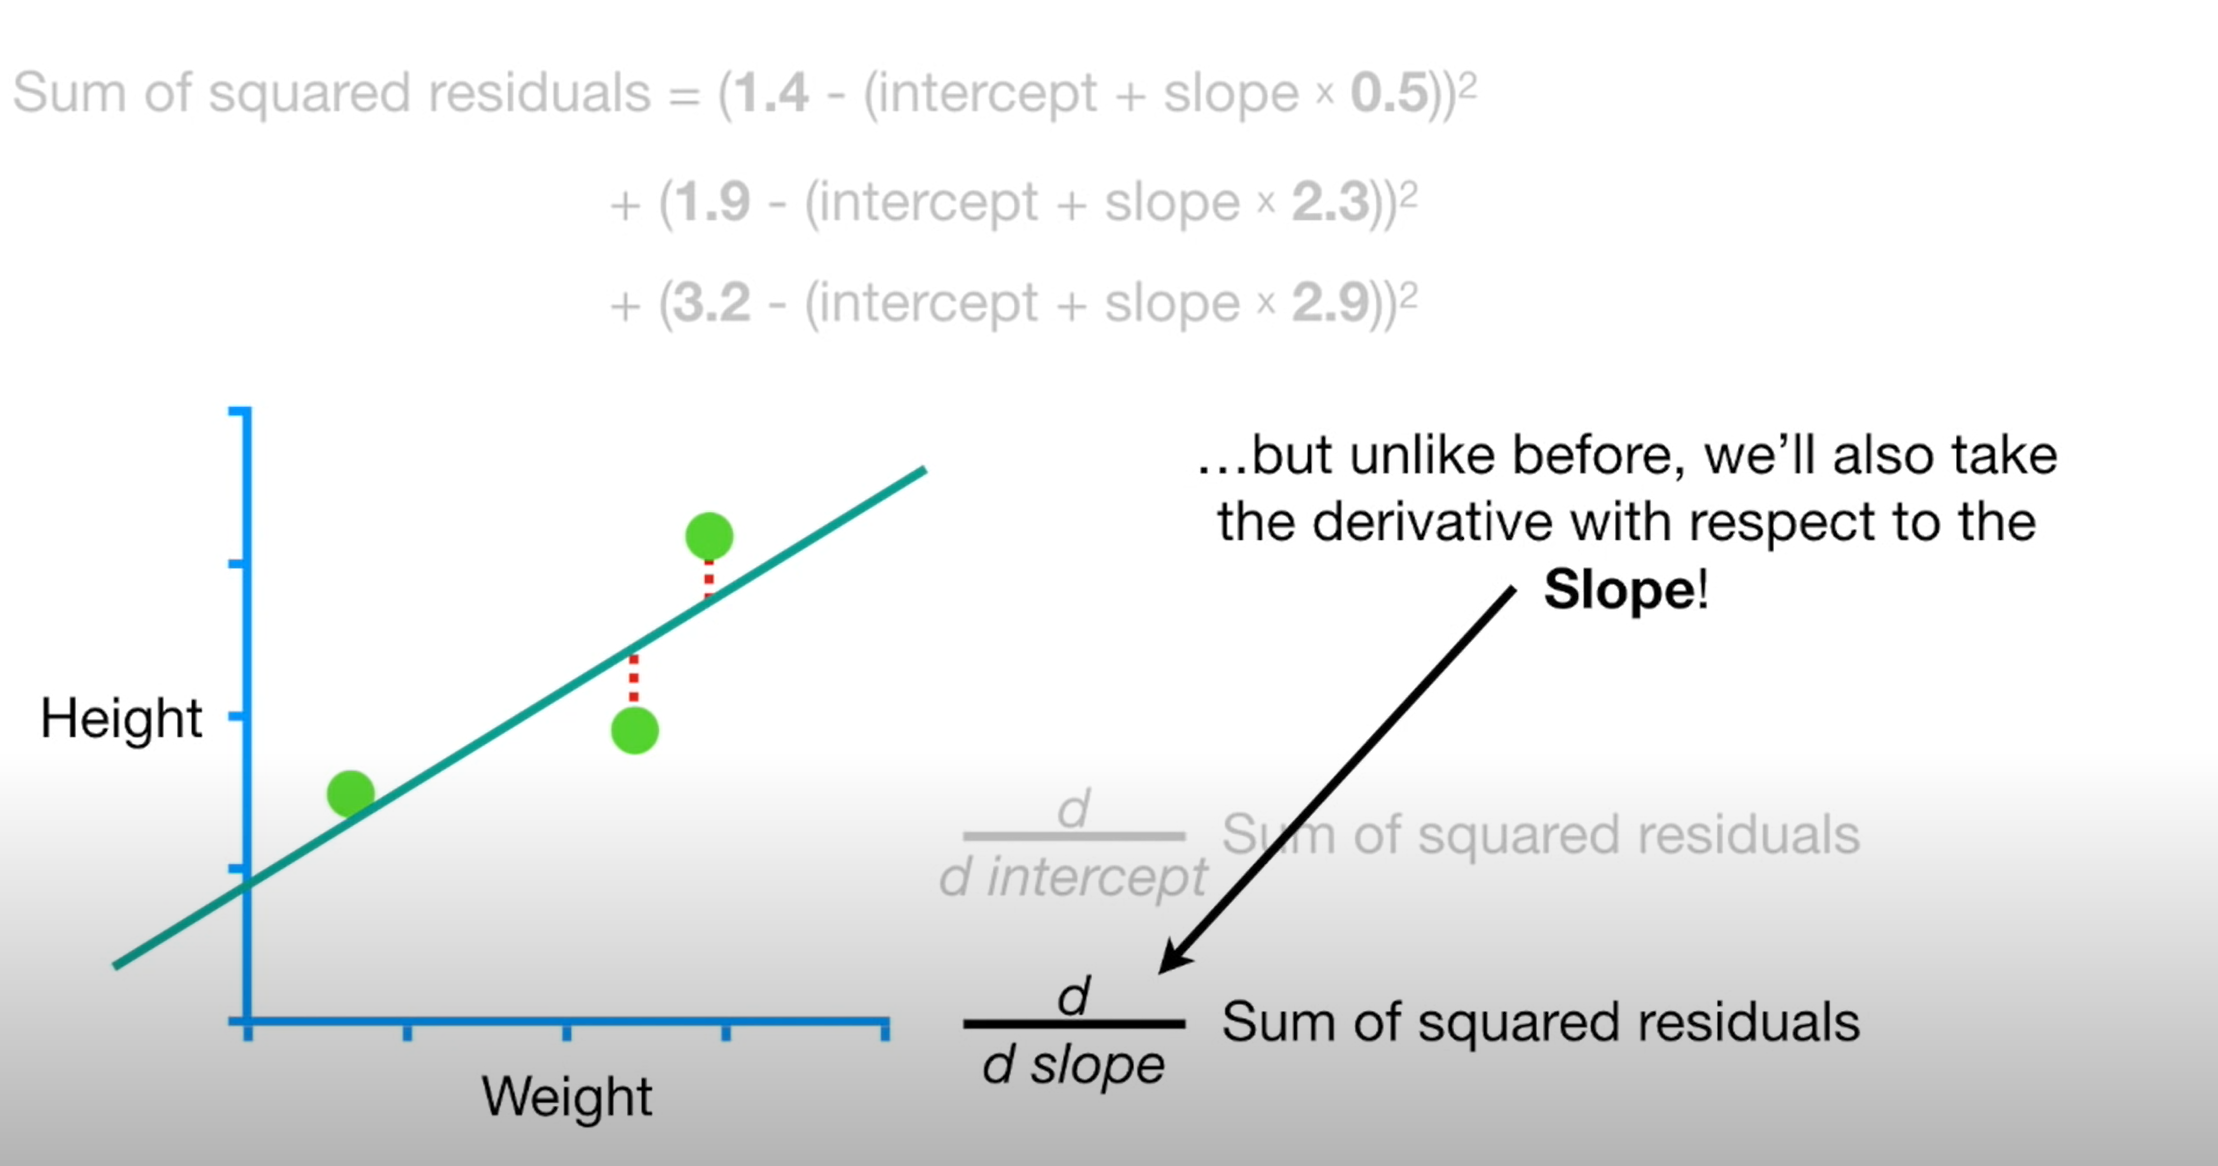 Sum of squared residuals = (1.4 - (intercept + slope × 0.5))²
+ (1.9 - (intercept + slope × 2.3))²
+ (3.2 - (intercept + slope × 2.9))²
…but unlike before, we’ll also take
the derivative with respect to the
Slope!
Height
Weight
d
d intercept
Sum of squared residuals
d
d slope
Sum of squared residuals